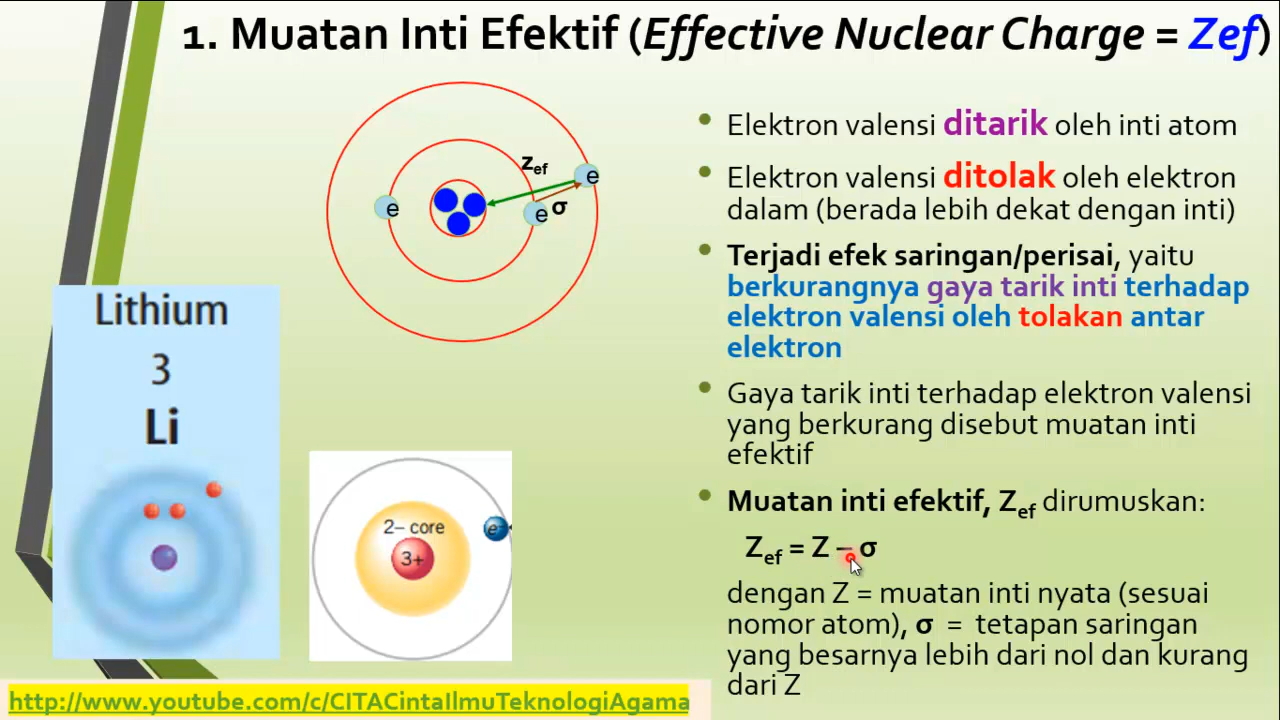 1. Muatan Inti Efektif (Effective Nuclear Charge = Zef)
Zef
e
e
e
σ
Elektron valensi ditarik oleh inti atom
Elektron valensi ditolak oleh elektron
dalam (berada lebih dekat dengan inti)
Terjadi efek saringan/perisai, yaitu
berkurangnya gaya tarik inti terhadap
elektron valensi oleh tolakan antar
elektron
Gaya tarik inti terhadap elektron valensi
yang berkurang disebut muatan inti
efektif
Muatan inti efektif, Zef dirumuskan:
Zef = Z – σ
dengan Z = muatan inti nyata (sesuai
nomor atom), σ = tetapan saringan
yang besarnya lebih dari nol dan kurang
dari Z
Lithium
3
Li
2– core
3+
e–
http://www.youtube.com/c/CITACintaIlmuTeknologiAgama